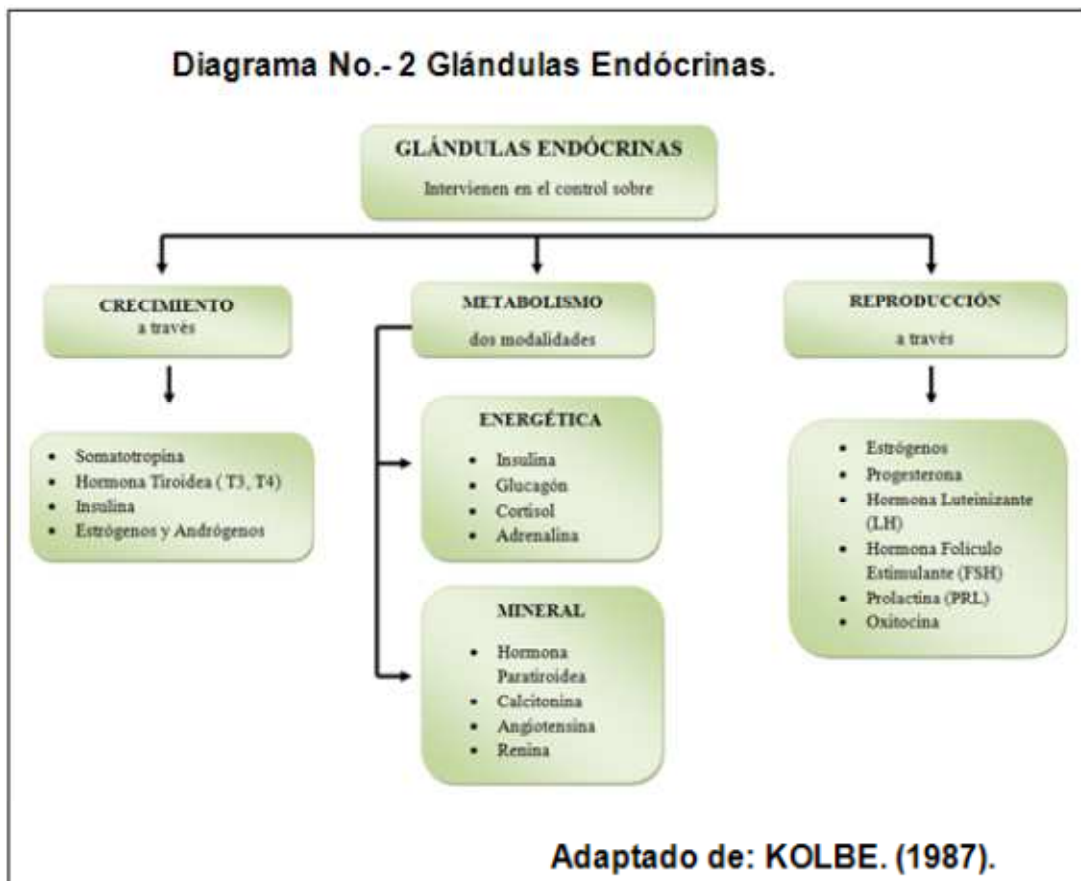 Diagrama No.- 2 Glándulas Endócrinas.
GLÁNDULAS ENDÓCRINAS
Intervienen en el control sobre
CRECIMIENTO
a través
• Somatotropina
• Hormona Tiroidea ( T3, T4)
• Insulina
• Estrógenos y Andrógenos
METABOLISMO
dos modalidades
ENERGÉTICA
• Insulina
• Glucagón
• Cortisol
• Adrenalina
MINERAL
• Hormona
Paratiroidea
• Calcitonina
• Angiotensina
• Renina
REPRODUCCIÓN
a través
• Estrógenos
• Progesterona
• Hormona Luteinizante
(LH)
• Hormona Folículo
Estimulante (FSH)
• Prolactina (PRL)
• Oxitocina
Adaptado de: KOLBE. (1987).